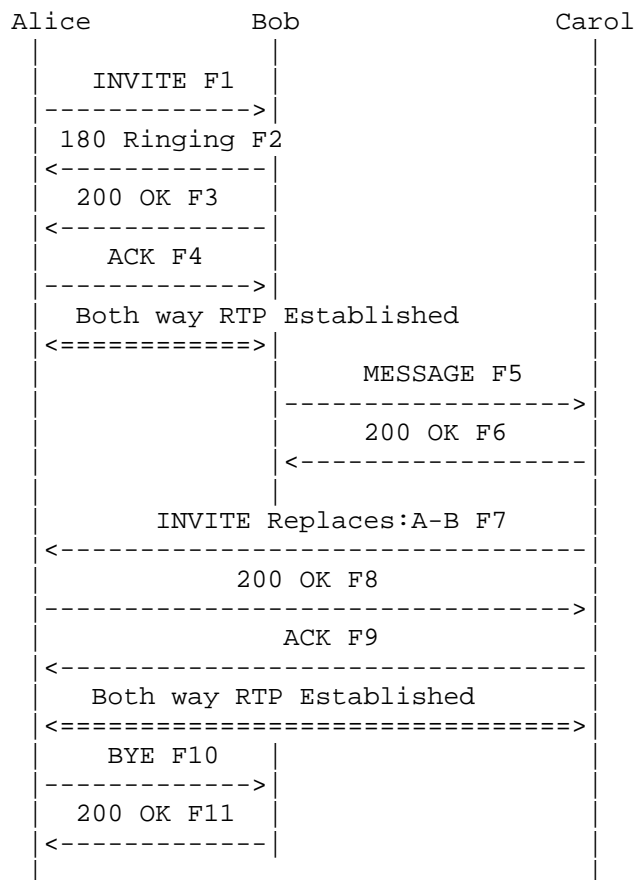 Alice Bob Carol
INVITE F1
180 Ringing F2
200 OK F3
ACK F4
Both way RTP Established
MESSAGE F5
200 OK F6
INVITE Replaces:A-B F7
200 OK F8
ACK F9
Both way RTP Established
BYE F10
200 OK F11